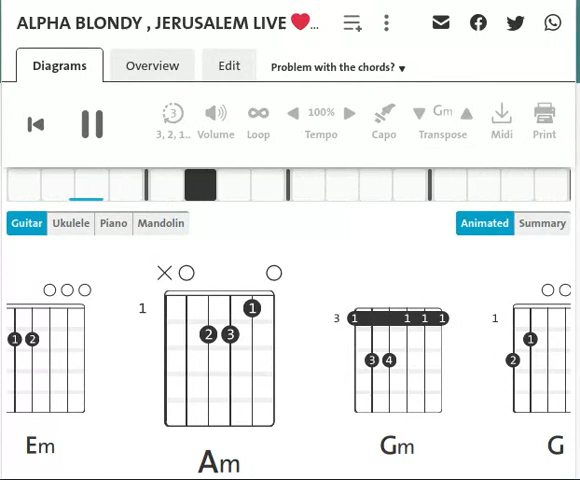 ALPHA BLONDY , JERUSALEM LIVE ❤️...
Diagrams
Overview
Edit
Problem with the chords? ▼
3
100%
Gm
3, 2, 1..
Volume
Loop
Tempo
Capo
Transpose
Midi
Print
Guitar
Ukulele
Piano
Mandolin
Animated
Summary
1 2
Em
1
1
2 3
Am
3
1 1 1 1
3 4
Gm
1
1
2
G